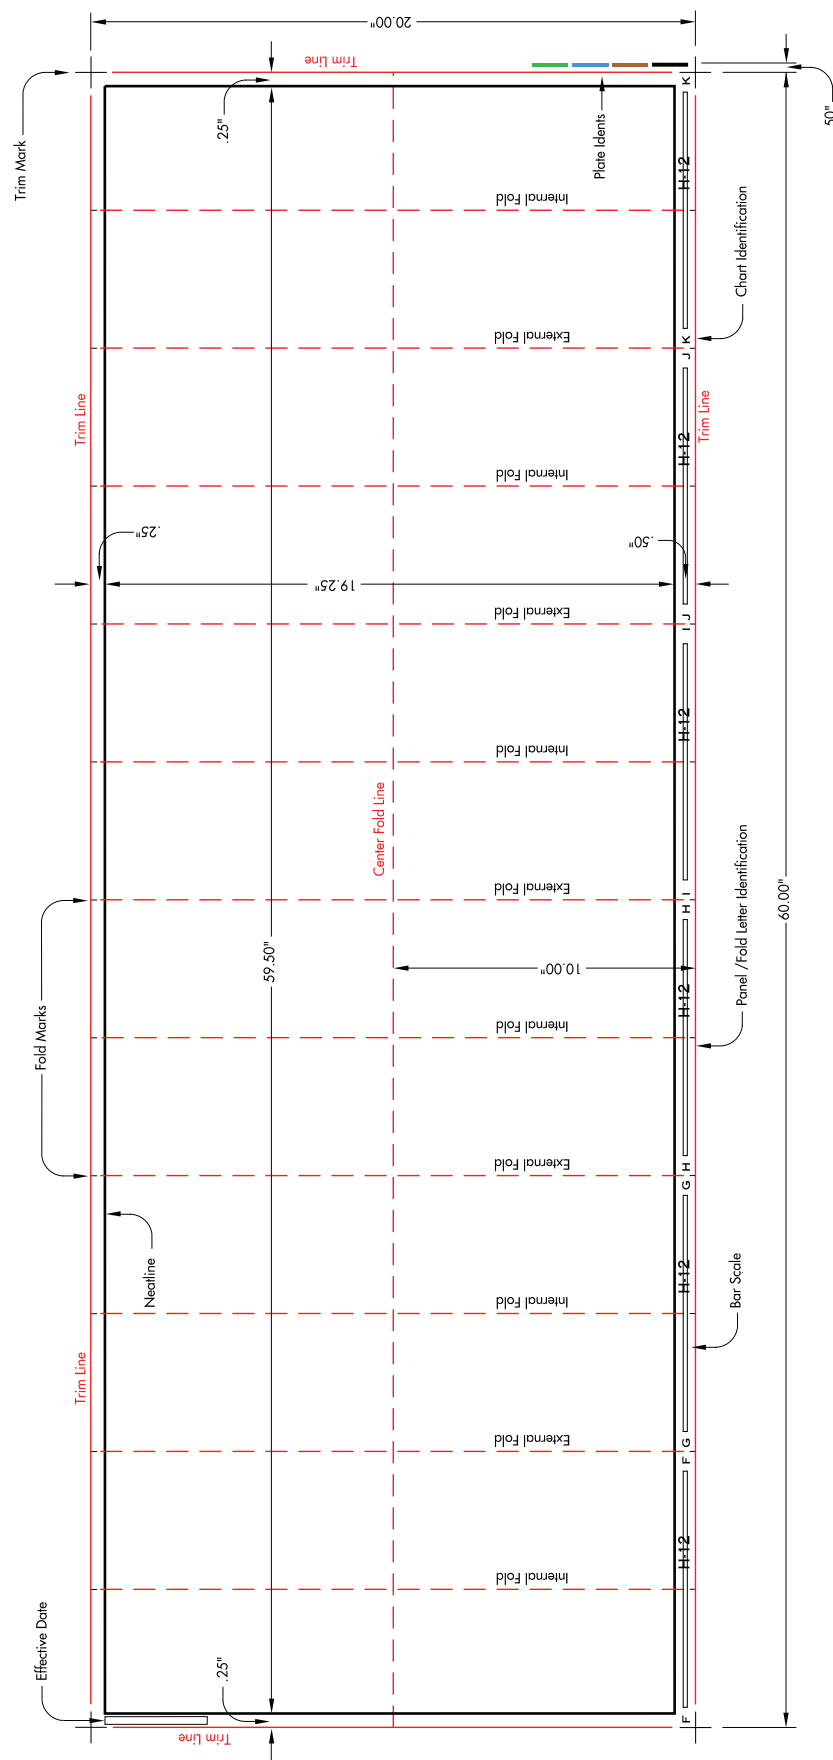 20.00"
Trim Line
Trim Mark
.25"
Plate Idents
K
.50"
H-12
Internal Fold
Chart Identification
External Fold
K
J
Trim Line
Trim Line
H-12
Internal Fold
.25"
.50"
19.25"
External Fold
J
I
H-12
Internal Fold
Center Fold Line
External Fold
I
H
Panel / Fold Letter Identification
60.00"
59.50"
10.00"
H-12
Fold Marks
Internal Fold
External Fold
H
G
Neatline
H-12
Bar Scale
Internal Fold
Trim Line
External Fold
G
F
H-12
Internal Fold
Effective Date
.25"
F
Trim Line